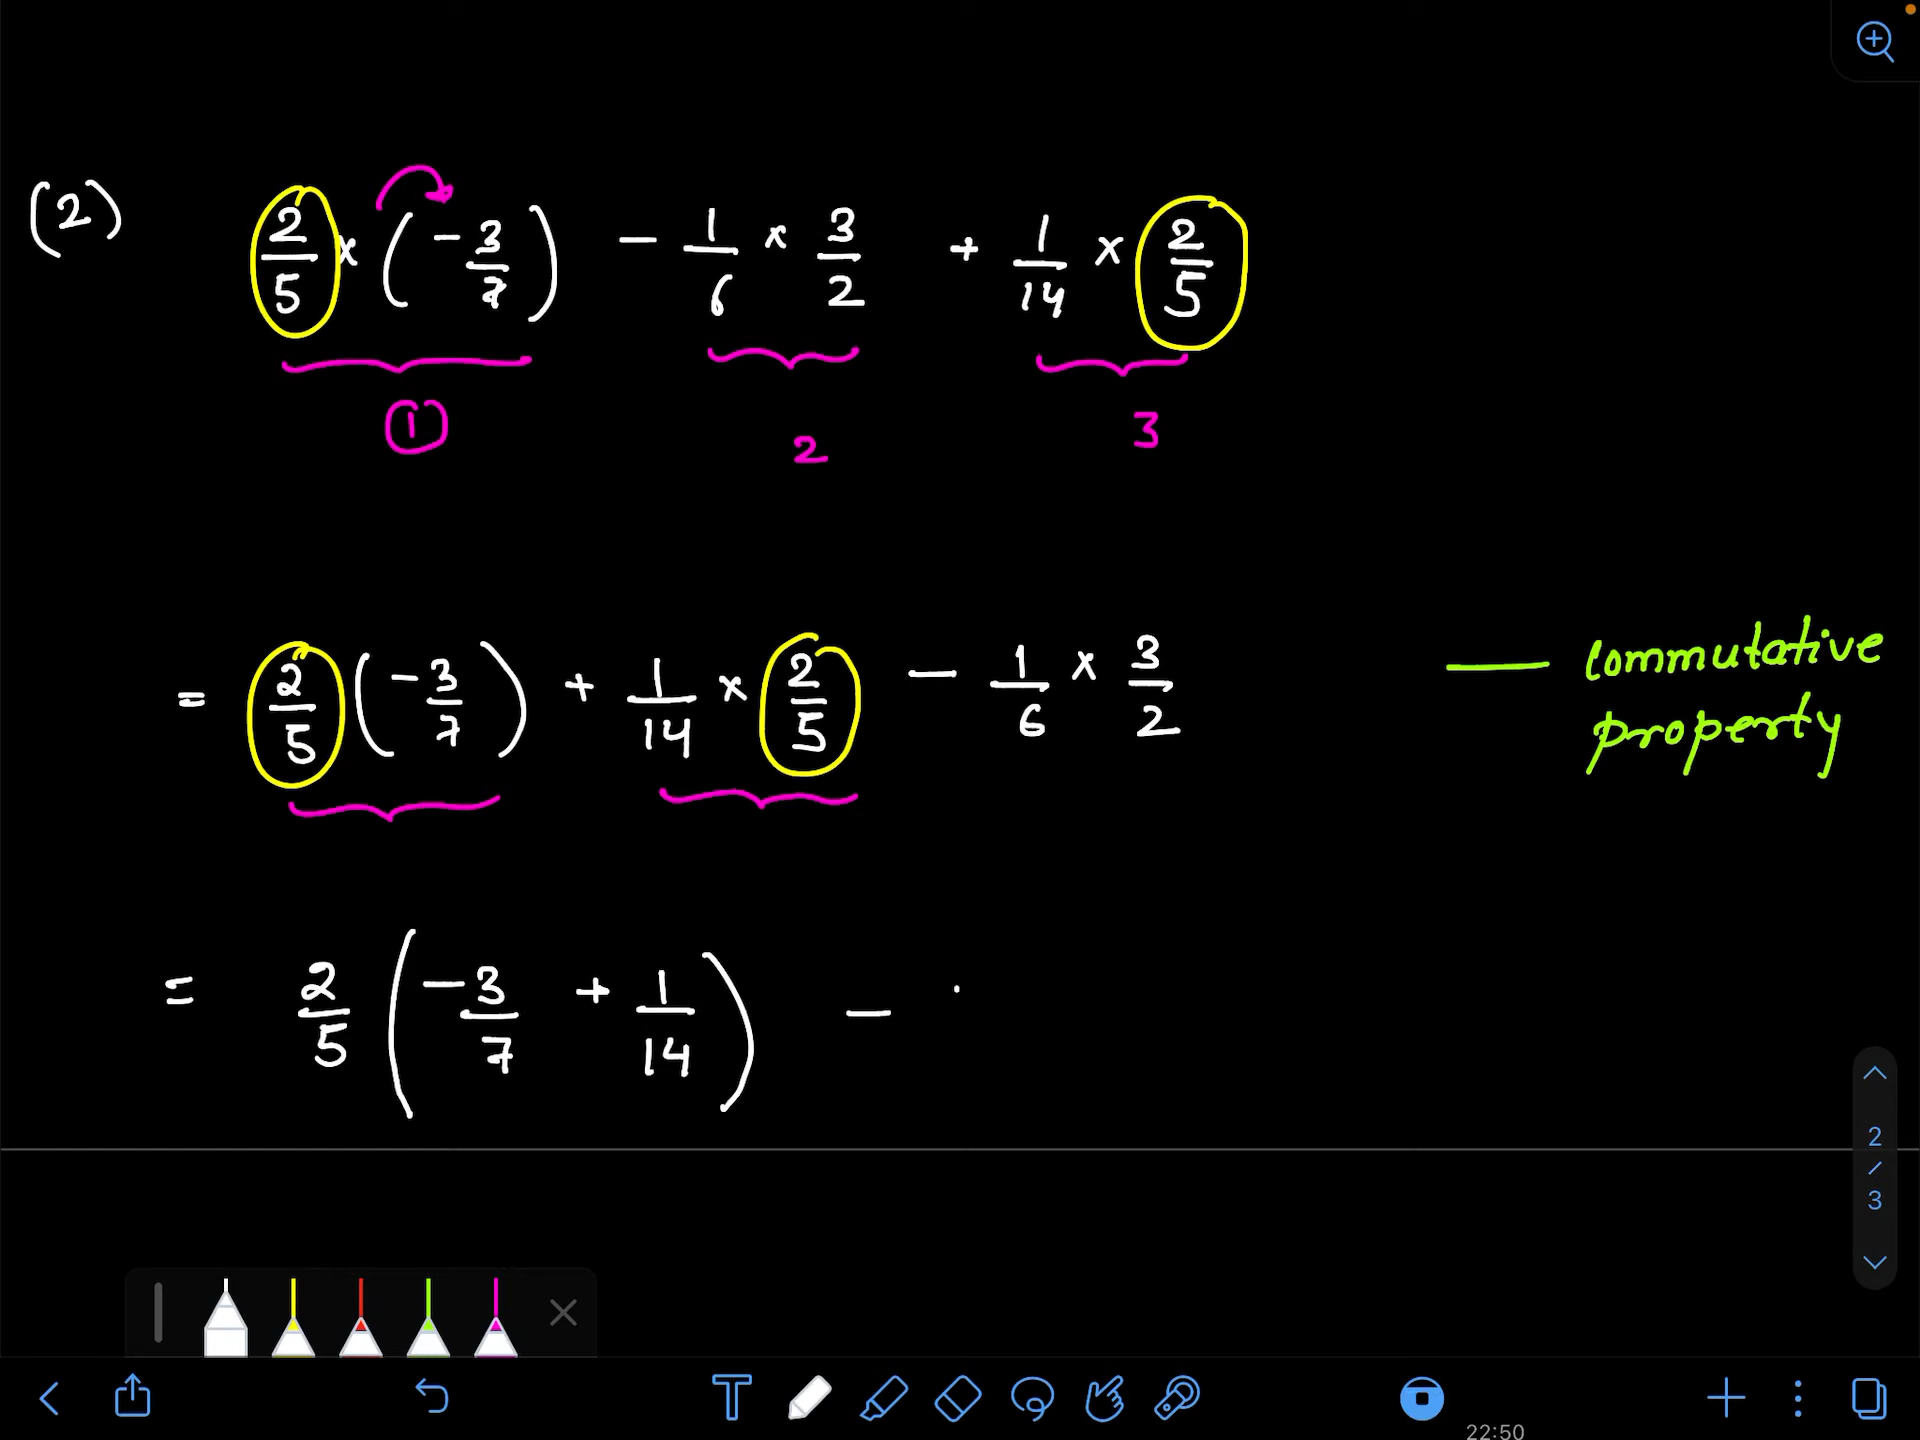 (2) 2/5 × (-3/7) - 1/6 × 3/2 + 1/14 × 2/5
1 2 3
= 2/5 (-3/7) + 1/14 × 2/5 - 1/6 × 3/2 — commutative
property
= 2/5 (-3/7 + 1/14) -
2
/
3
T
22:50